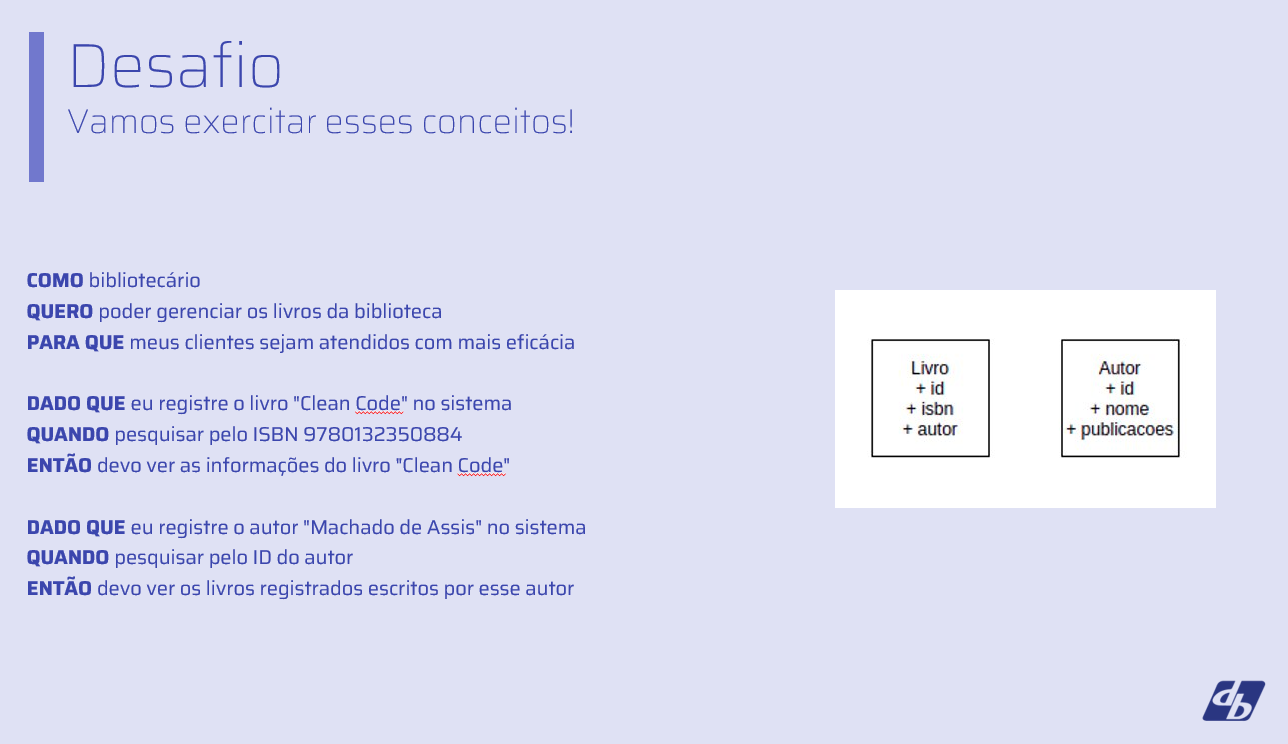 Desafio
Vamos exercitar esses conceitos!
COMO bibliotecário
QUERO poder gerenciar os livros da biblioteca
PARA QUE meus clientes sejam atendidos com mais eficácia
DADO QUE eu registre o livro "Clean Code" no sistema
QUANDO pesquisar pelo ISBN 9780132350884
ENTÃO devo ver as informações do livro "Clean Code"
DADO QUE eu registre o autor "Machado de Assis" no sistema
QUANDO pesquisar pelo ID do autor
ENTÃO devo ver os livros registrados escritos por esse autor
Livro
+ id
+ isbn
+ autor
Autor
+ id
+ nome
+ publicacoes
db